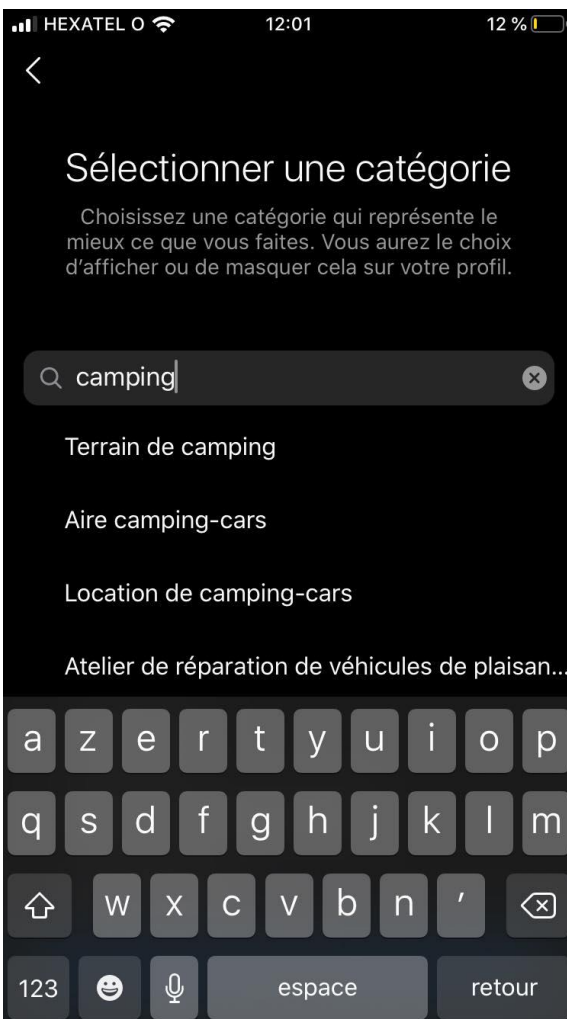 HEXATEL O 12:01 12 %
Sélectionner une catégorie
Choisissez une catégorie qui représente le
mieux ce que vous faites. Vous aurez le choix
d'afficher ou de masquer cela sur votre profil.
camping
Terrain de camping
Aire camping-cars
Location de camping-cars
Atelier de réparation de véhicules de plaisan...
a z e r t y u i o p
q s d f g h j k l m
w x c v b n '
123 espace retour